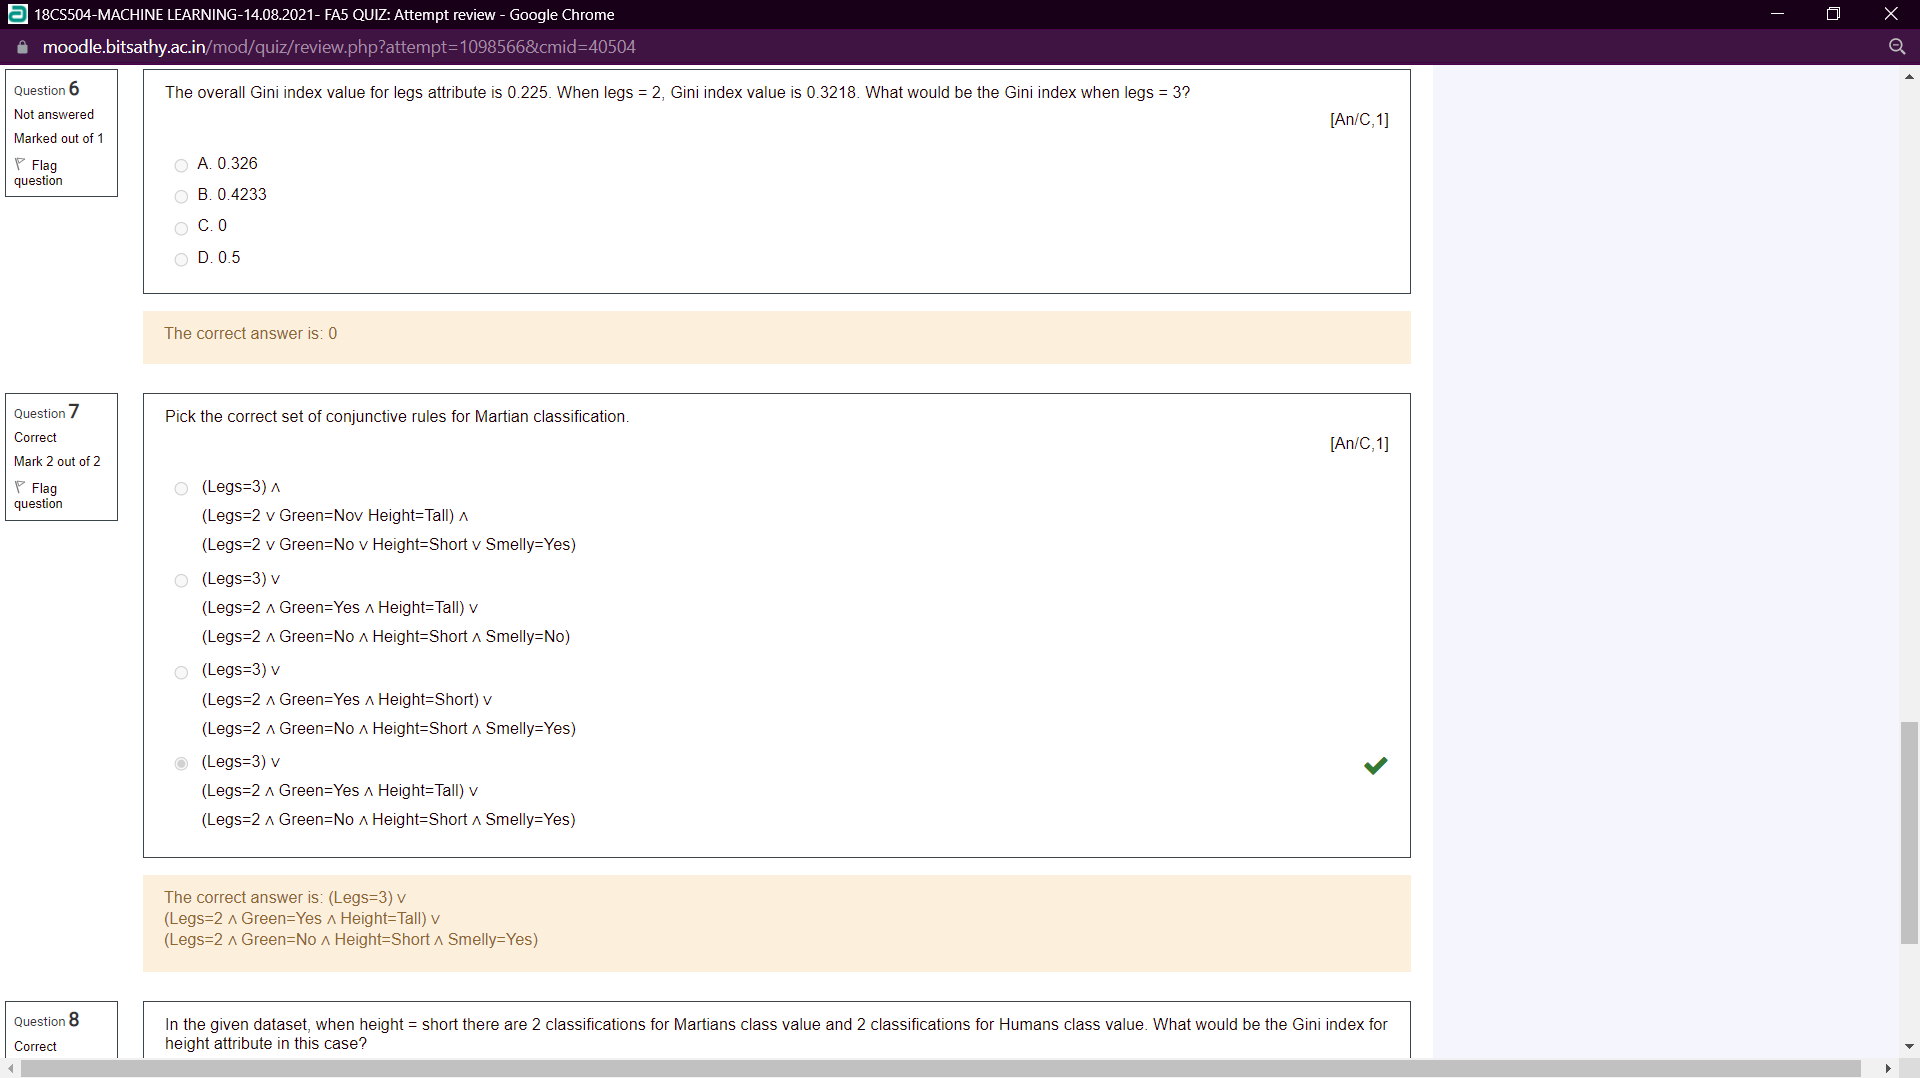 18CS504-MACHINE LEARNING-14.08.2021- FA5 QUIZ: Attempt review - Google Chrome
moodle.bitsathy.ac.in/mod/quiz/review.php?attempt=1098566&cmid=40504
Question 6
Not answered
Marked out of 1
Flag
question
The overall Gini index value for legs attribute is 0.225. When legs = 2, Gini index value is 0.3218. What would be the Gini index when legs = 3?
[An/C,1]
A. 0.326
B. 0.4233
C. 0
D. 0.5
The correct answer is: 0
Question 7
Correct
Mark 2 out of 2
Flag
question
Pick the correct set of conjunctive rules for Martian classification.
[An/C,1]
(Legs=3) ∧
(Legs=2 ∨ Green=No∨ Height=Tall) ∧
(Legs=2 ∨ Green=No ∨ Height=Short ∨ Smelly=Yes)
(Legs=3) ∨
(Legs=2 ∧ Green=Yes ∧ Height=Tall) ∨
(Legs=2 ∧ Green=No ∧ Height=Short ∧ Smelly=No)
(Legs=3) ∨
(Legs=2 ∧ Green=Yes ∧ Height=Short) ∨
(Legs=2 ∧ Green=No ∧ Height=Short ∧ Smelly=Yes)
(Legs=3) ∨
(Legs=2 ∧ Green=Yes ∧ Height=Tall) ∨
(Legs=2 ∧ Green=No ∧ Height=Short ∧ Smelly=Yes)
The correct answer is: (Legs=3) ∨
(Legs=2 ∧ Green=Yes ∧ Height=Tall) ∨
(Legs=2 ∧ Green=No ∧ Height=Short ∧ Smelly=Yes)
Question 8
Correct
In the given dataset, when height = short there are 2 classifications for Martians class value and 2 classifications for Humans class value. What would be the Gini index for
height attribute in this case?